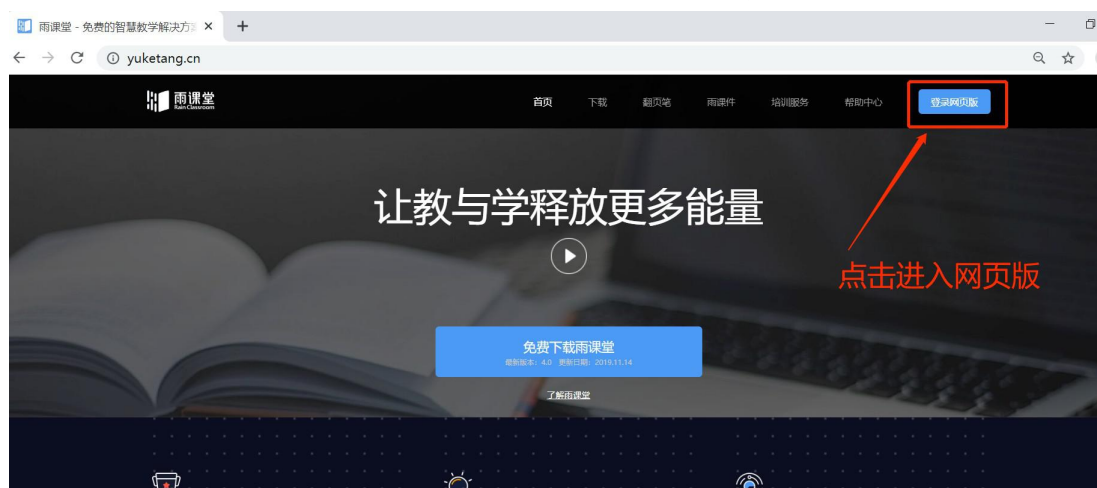 雨课堂 - 免费的智慧教学解决方
yuketang.cn
雨课堂
Rain Classroom
首页 下载 翻页笔 雨课件 培训服务 帮助中心 登录网页版
让教与学释放更多能量
点击进入网页版
免费下载雨课堂
最新版本：4.0 更新日期：2019.11.14
了解雨课堂